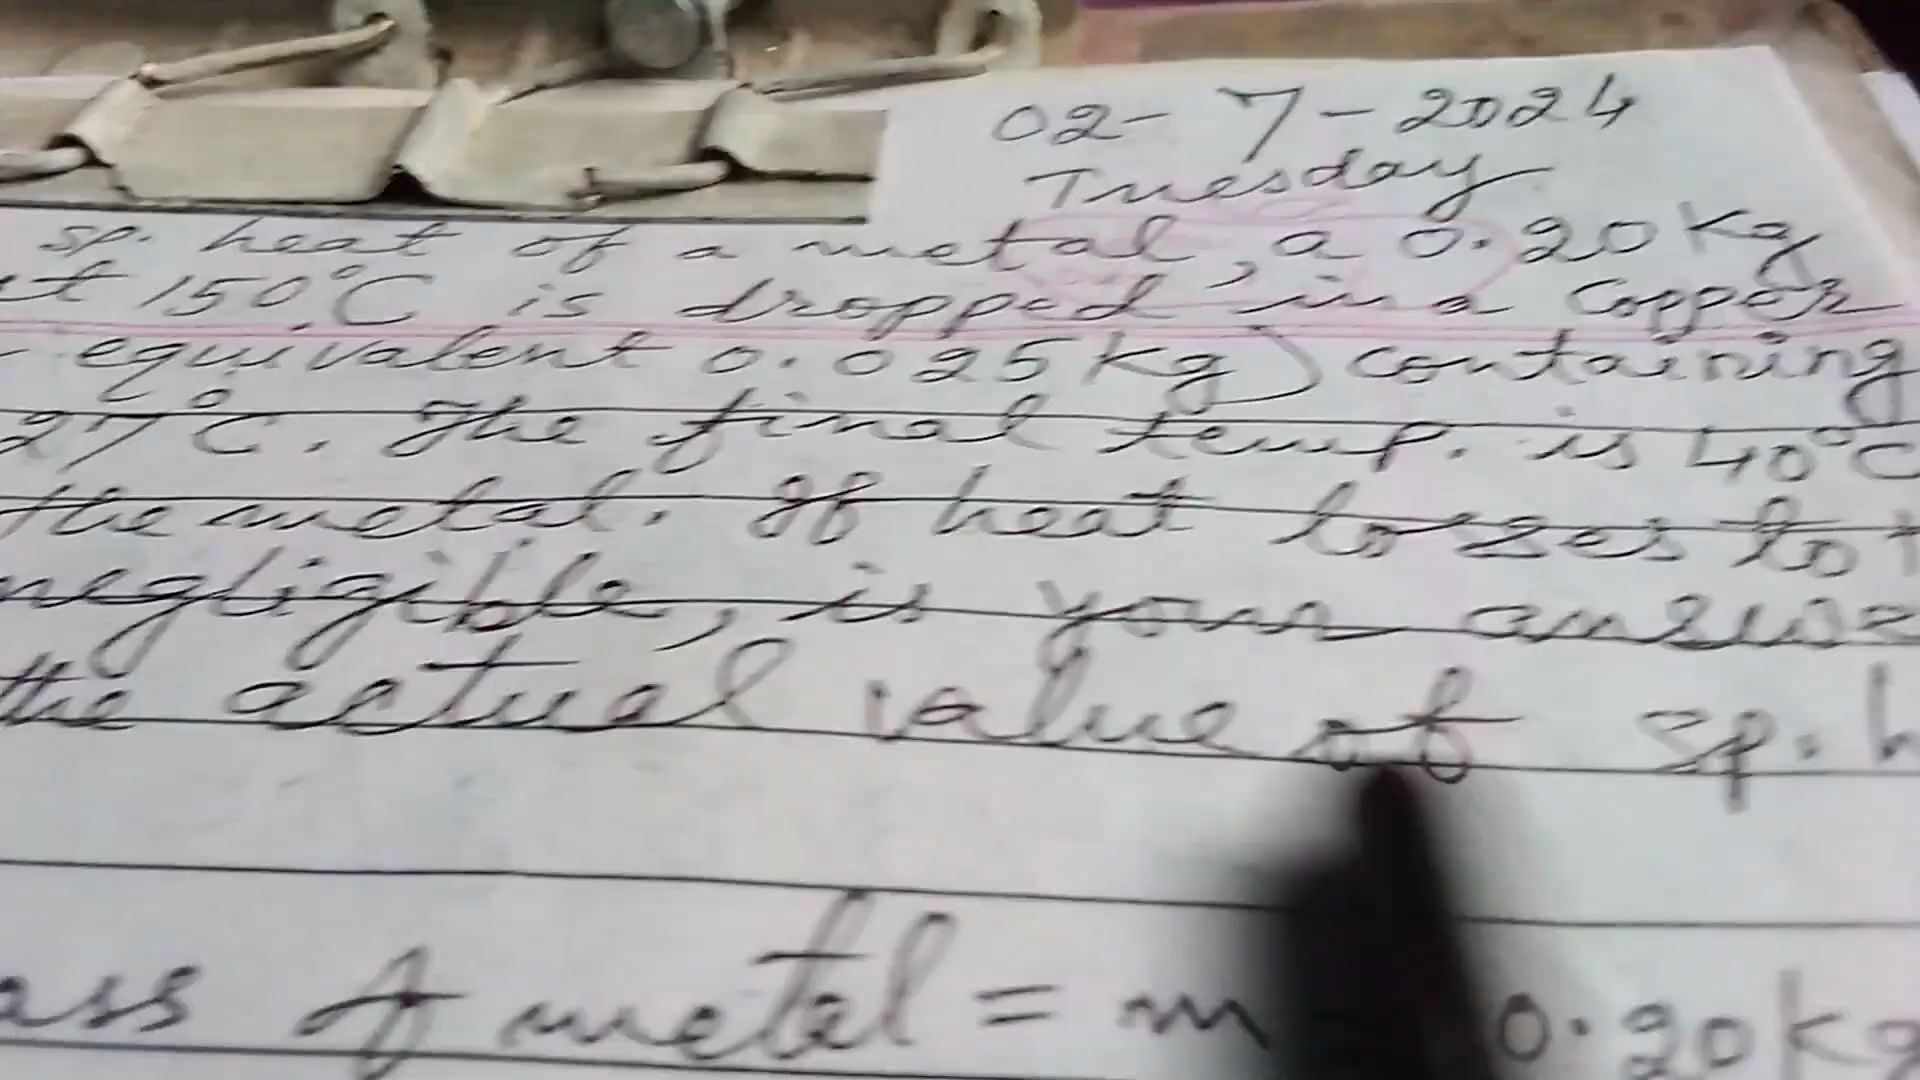 02-7-2024
Tuesday
sp. heat of a metal, a 0.20 Kg
at 150°C is dropped in a Copper
equivalent 0.025 kg) containing
27°C. The final temp. is 40°C
the metal. If heat losses to
negligible, is your answe
the actual value of sp. h
ass of metal = m 0.20 kg